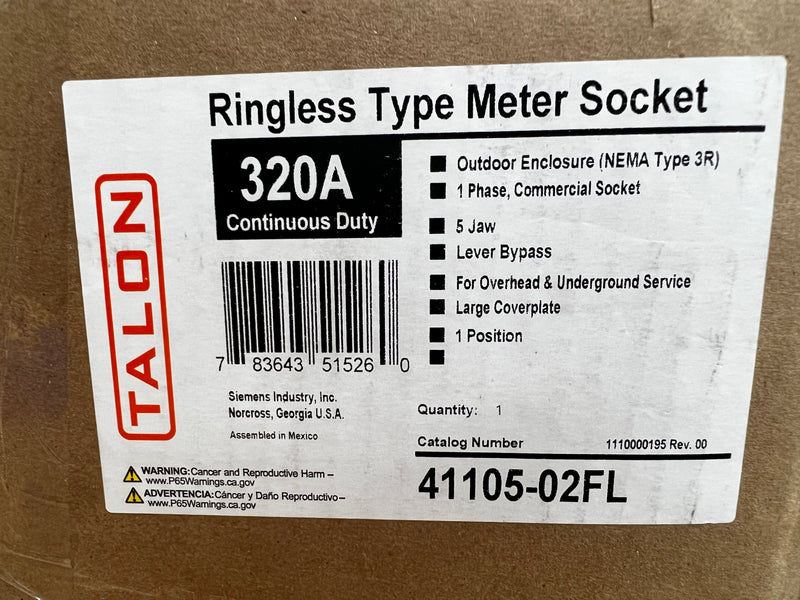 Ringless Type Meter Socket
320A
Continuous Duty
Outdoor Enclosure (NEMA Type 3R)
1 Phase, Commercial Socket
5 Jaw
Lever Bypass
For Overhead & Underground Service
Large Coverplate
1 Position
TALON
7 83643 51526 0
Siemens Industry, Inc.
Norcross, Georgia U.S.A.
Assembled in Mexico
Quantity: 1
Catalog Number 1110000195 Rev. 00
41105-02FL
WARNING: Cancer and Reproductive Harm –
www.P65Warnings.ca.gov
ADVERTENCIA: Cáncer y Daño Reproductivo–
www.P65Warnings.ca.gov